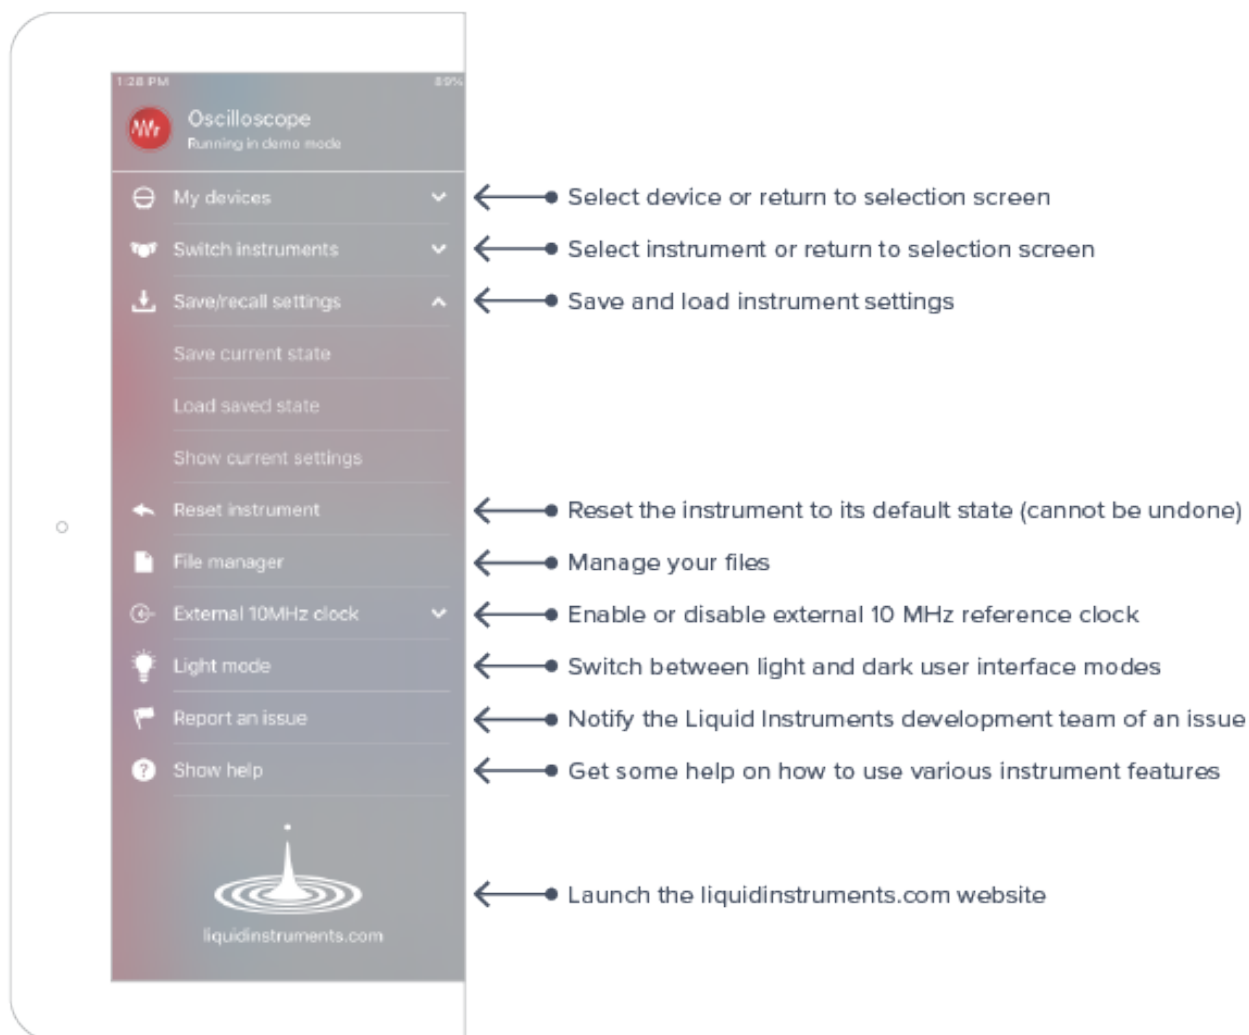 1:28 PM 89%
Oscilloscope
Running in demo mode
My devices Select device or return to selection screen
Switch instruments Select instrument or return to selection screen
Save/recall settings Save and load instrument settings
Save current state
Load saved state
Show current settings
Reset instrument Reset the instrument to its default state (cannot be undone)
File manager Manage your files
External 10MHz clock Enable or disable external 10 MHz reference clock
Light mode Switch between light and dark user interface modes
Report an issue Notify the Liquid Instruments development team of an issue
Show help Get some help on how to use various instrument features
Launch the liquidinstruments.com website
liquidinstruments.com